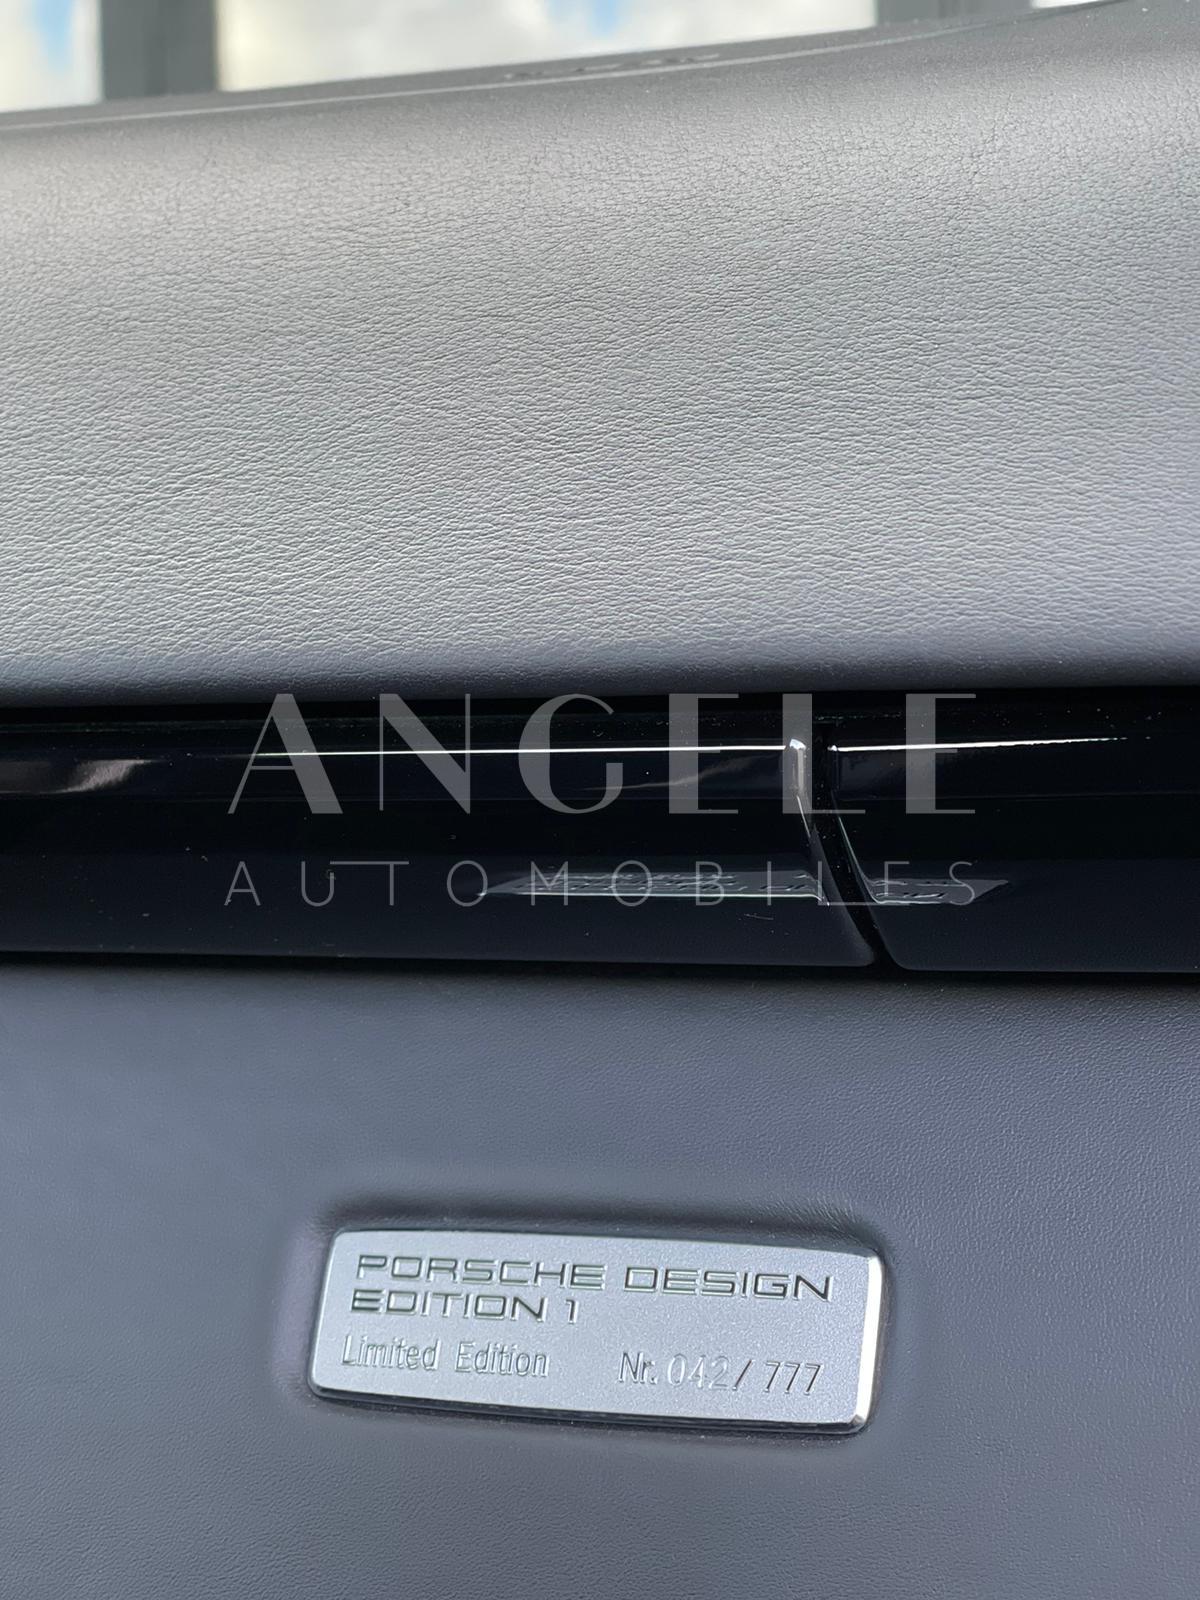 ANGELE
AUTOMOBILES
PORSCHE DESIGN
EDITION 1
Limited Edition Nr. 042/777